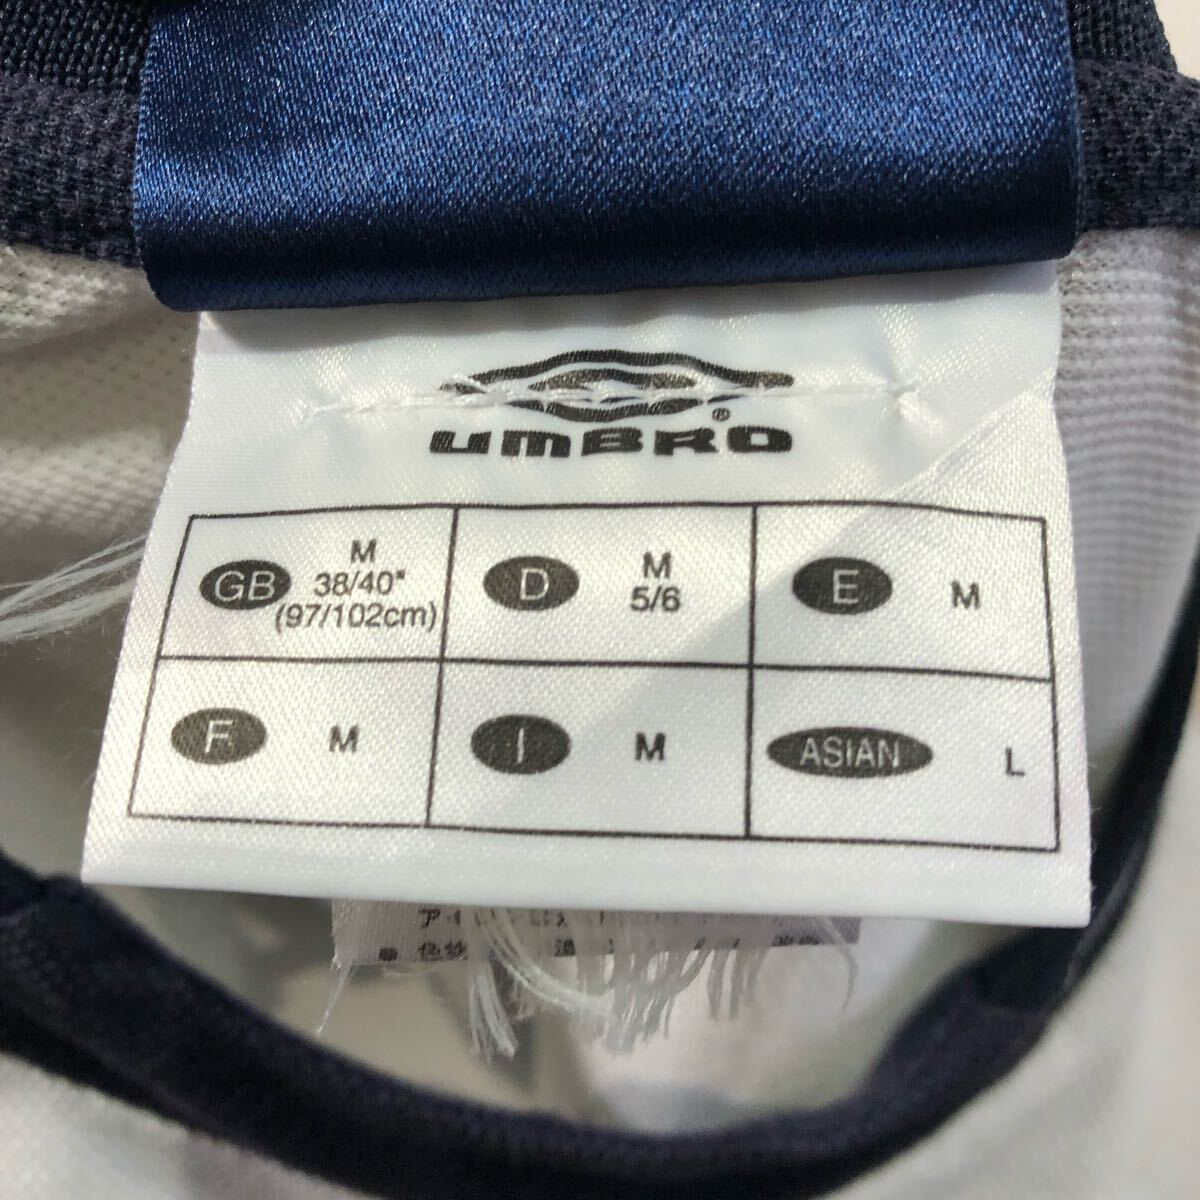 UMBRO®
GB M
38/40"
(97/102cm)
D M
5/6
E M
F M
I M
ASIAN L